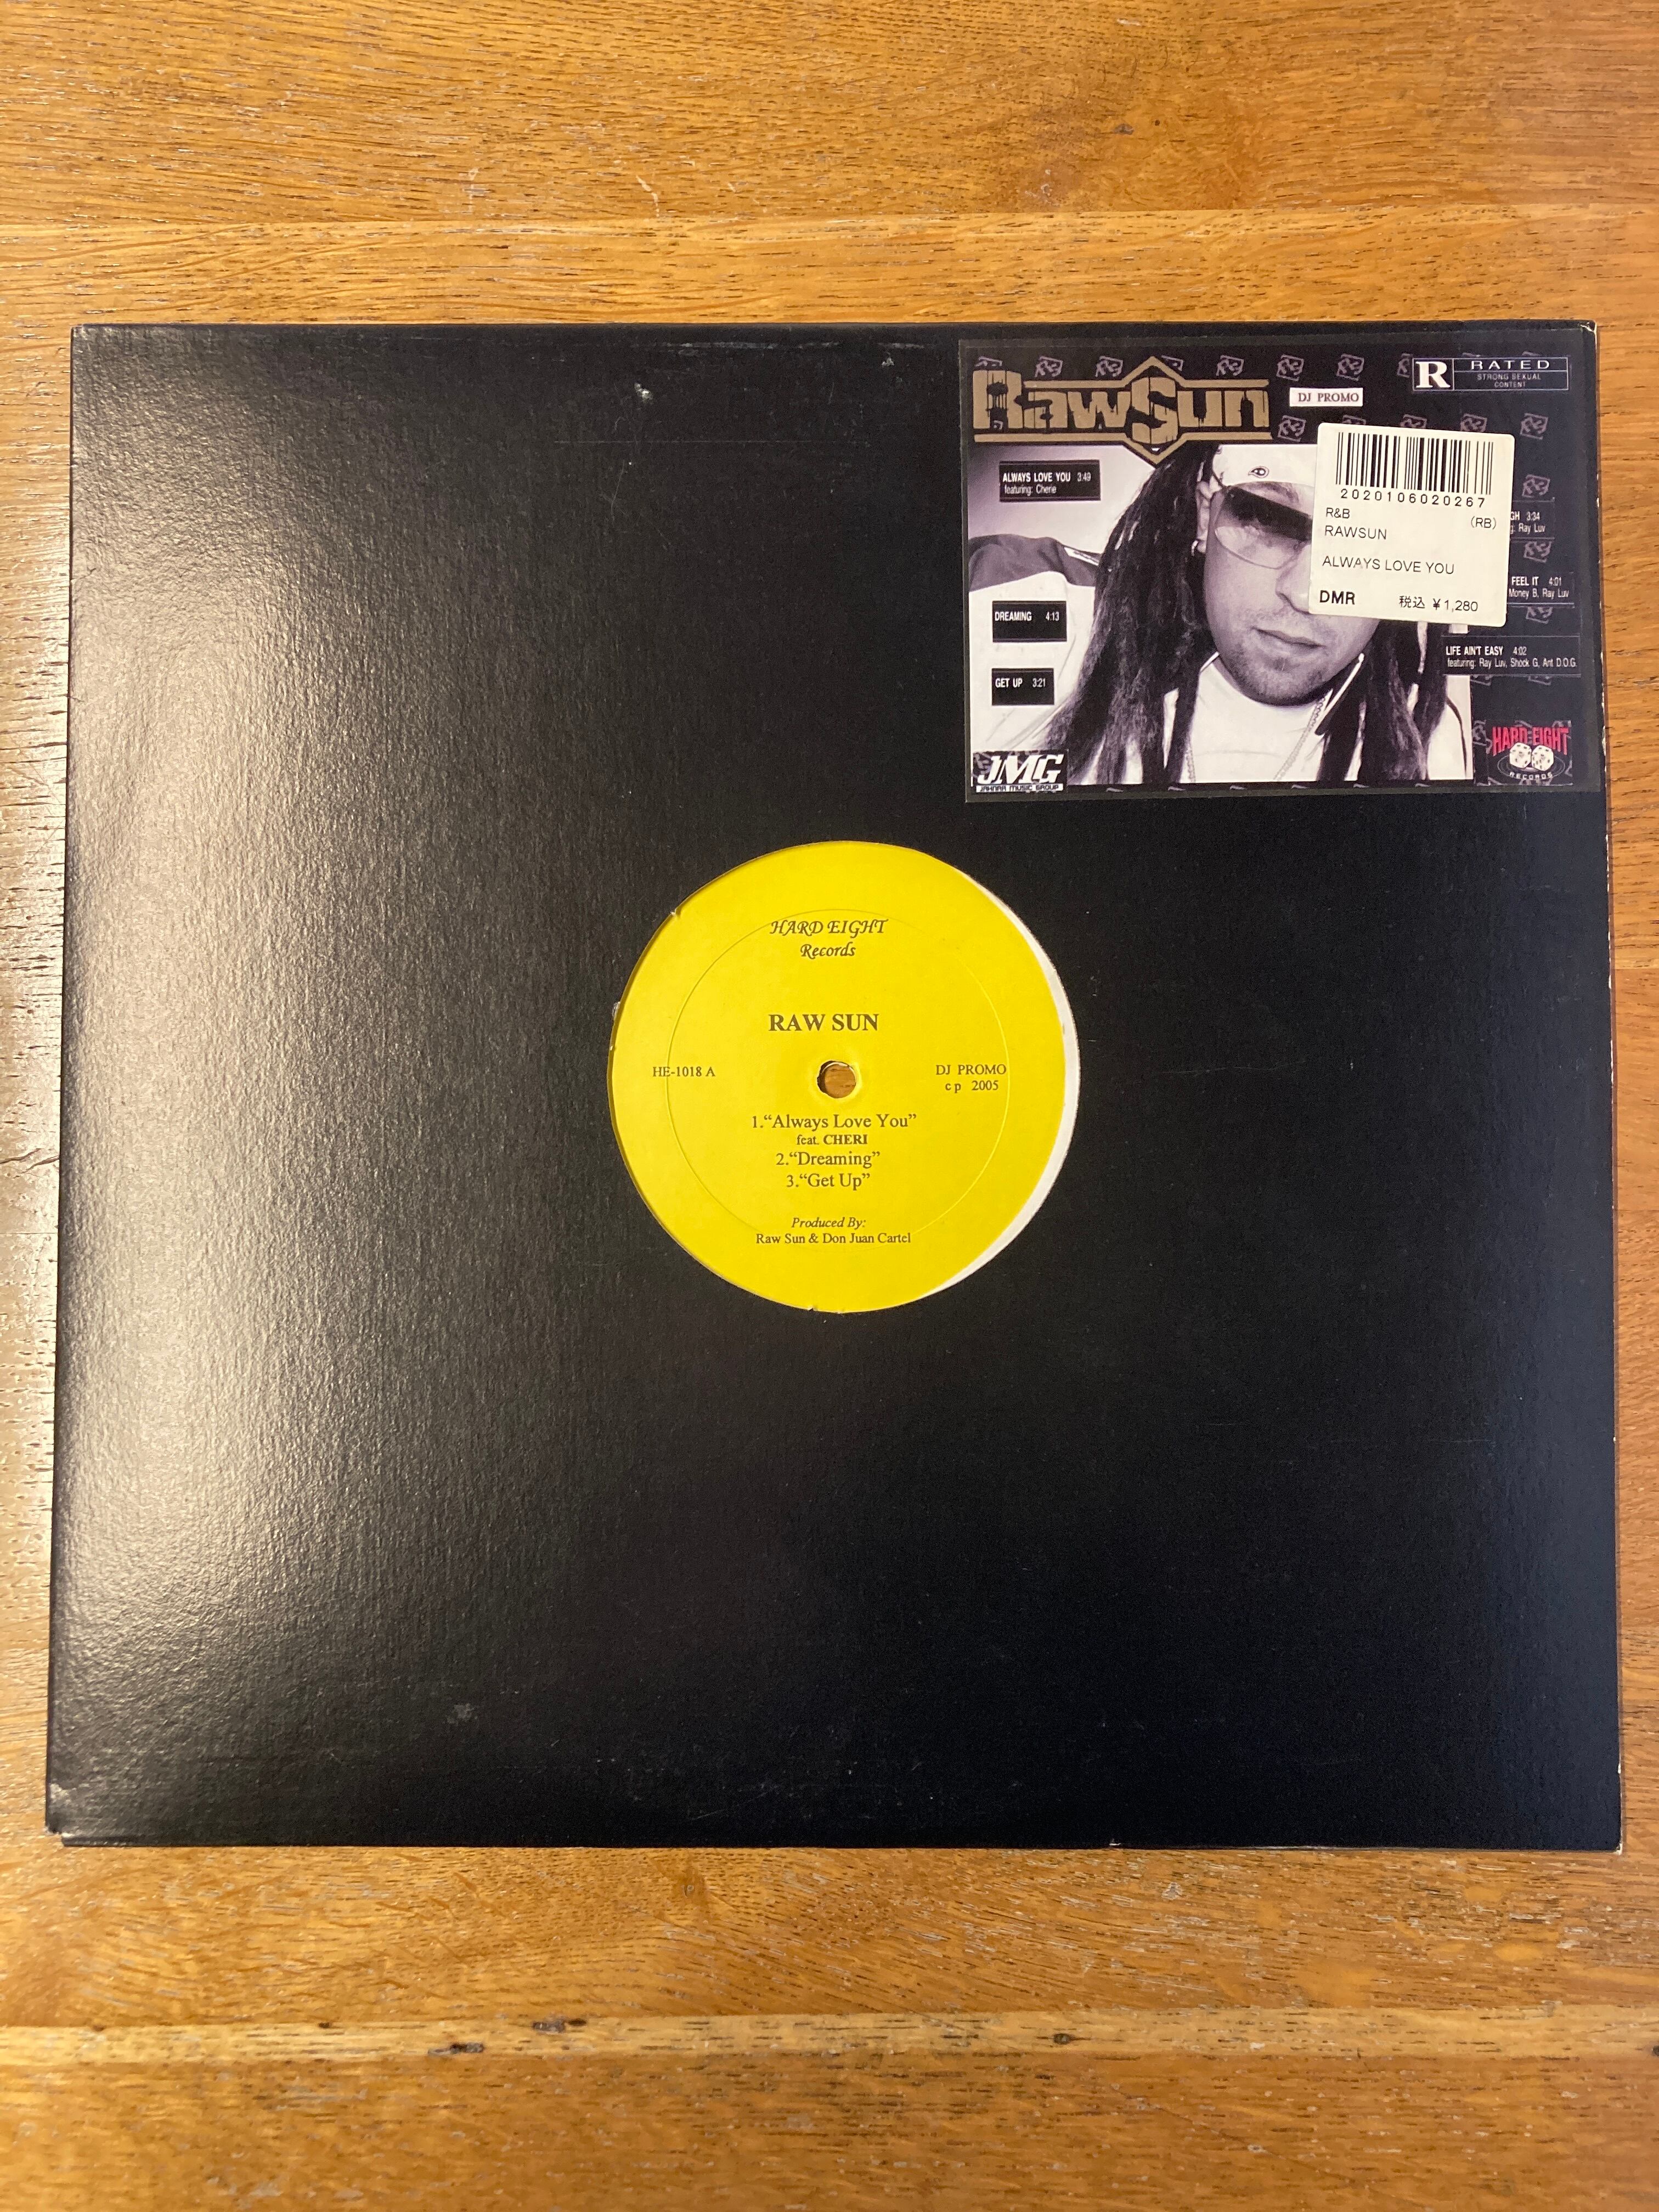 RawSun
DJ PROMO
R RATED
STRONG SEXUAL
CONTENT
ALWAYS LOVE YOU 3:49
featuring: Cherie
2020106020267
R&B (RB)
RAWSUN
ALWAYS LOVE YOU
DMR 税込 ¥1,280
GH 3:34
Ray Luv
FEEL IT 4:01
Money B, Ray Luv
DREAMING 4:13
LIFE AIN'T EASY 4:02
featuring: Ray Luv, Shock G, Ant D.O.G.
GET UP 3:21
JMG
MUSIC GROUP
HARD EIGHT
RECORDS
HARD EIGHT
Records
RAW SUN
HE-1018 A
DJ PROMO
c p 2005
1.“Always Love You”
feat. CHERI
2.“Dreaming”
3.“Get Up”
Produced By:
Raw Sun & Don Juan Cartel